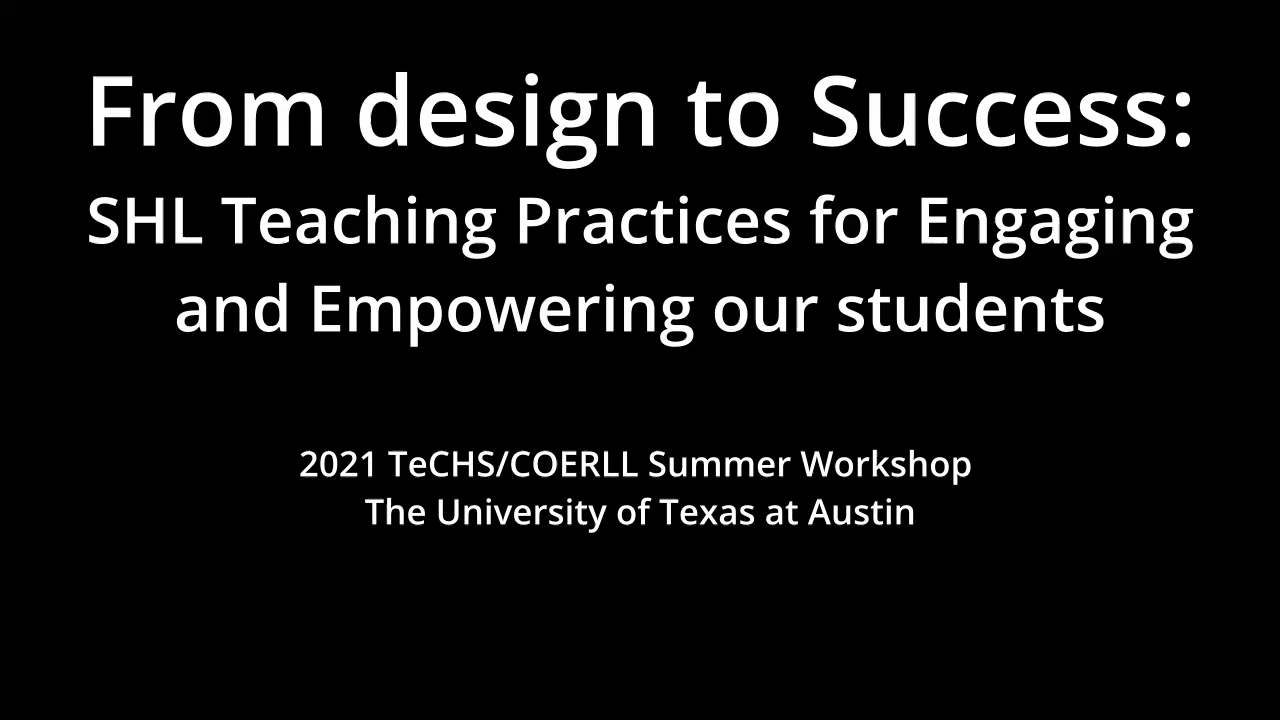 From design to Success:
SHL Teaching Practices for Engaging
and Empowering our students
2021 TeCHS/COERLL Summer Workshop
The University of Texas at Austin